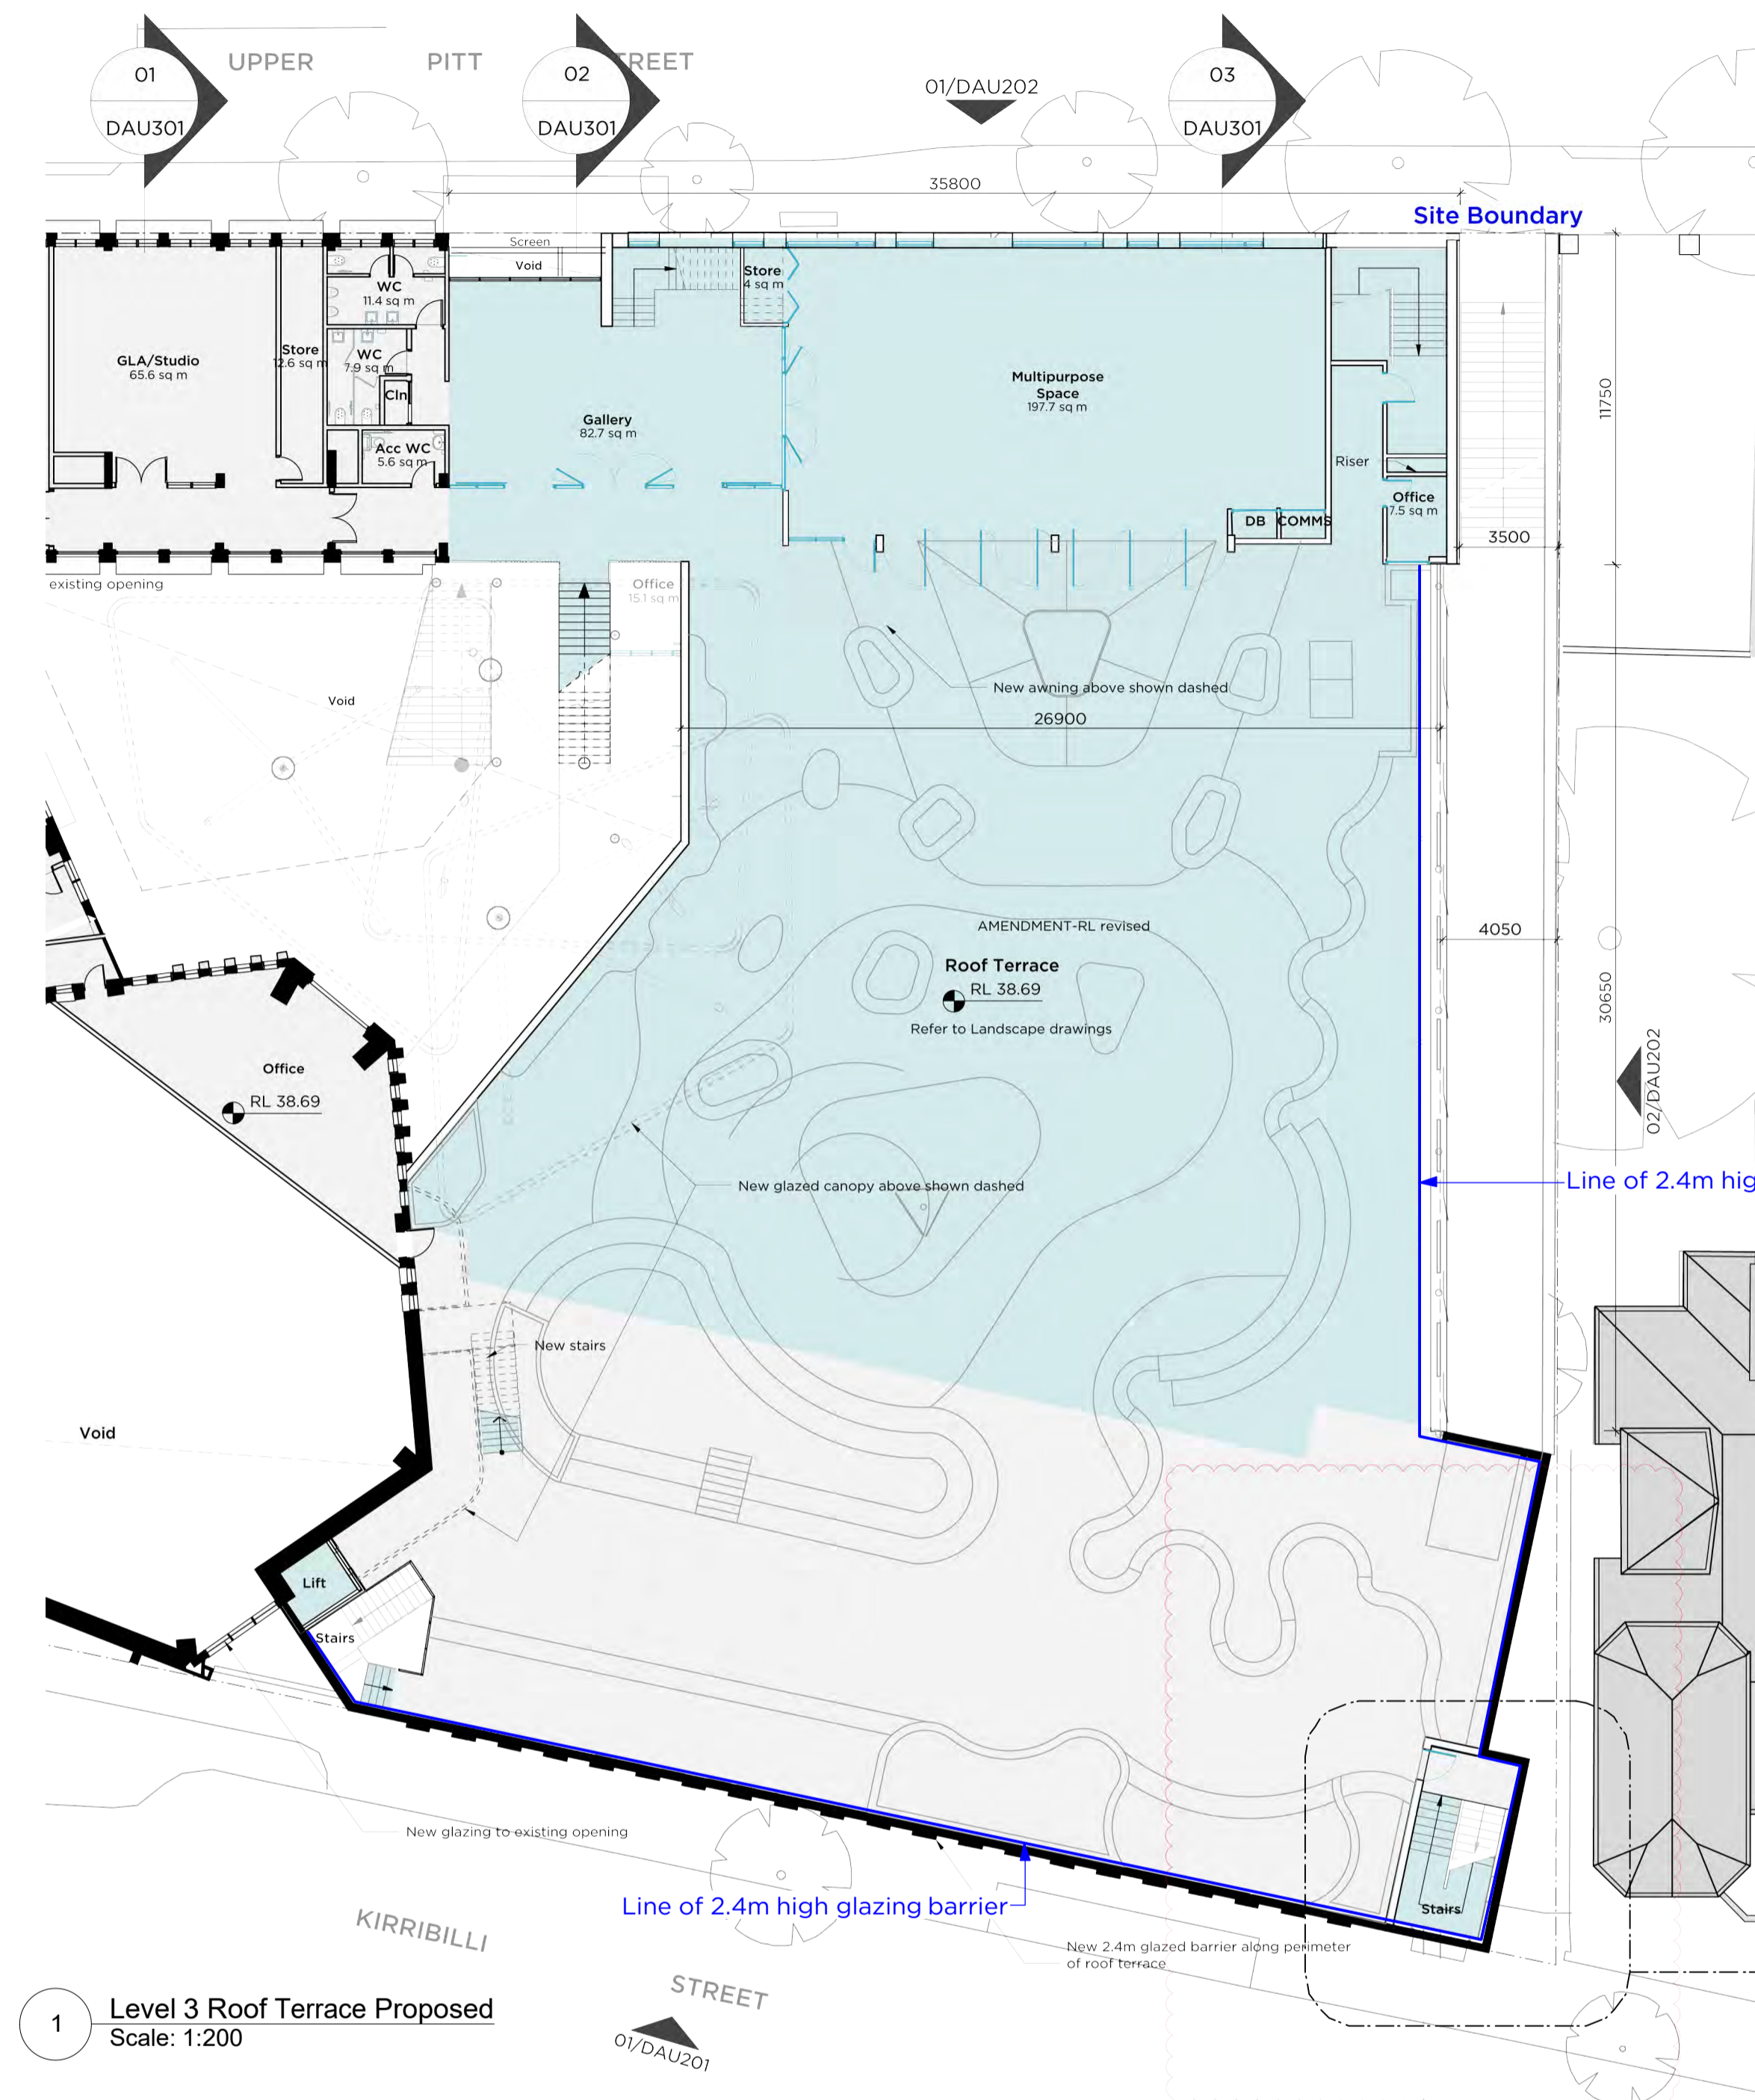 01
DAU301
UPPER PITT STREET
02
DAU301
01/DAU202
03
DAU301
35800
Site Boundary
Screen
Void
WC
11.4 sq m
Store
4 sq m
GLA/Studio
65.6 sq m
Store
12.6 sq m
WC
7.9 sq m
Cln
Multipurpose
Space
197.7 sq m
11750
Gallery
82.7 sq m
Acc WC
5.6 sq m
Riser
Office
7.5 sq m
DB
COMMS
3500
existing opening
Office
15.1 sq m
New awning above shown dashed
Void
26900
AMENDMENT-RL revised
4050
Roof Terrace
RL 38.69
30650
Refer to Landscape drawings
Office
RL 38.69
02/DAU202
Line of 2.4m hig
New glazed canopy above shown dashed
New stairs
Void
Lift
Stairs
New glazing to existing opening
Line of 2.4m high glazing barrier
Stairs
KIRRIBILLI
New 2.4m glazed barrier along perimeter
of roof terrace
STREET
1
Level 3 Roof Terrace Proposed
Scale: 1:200
01/DAU201